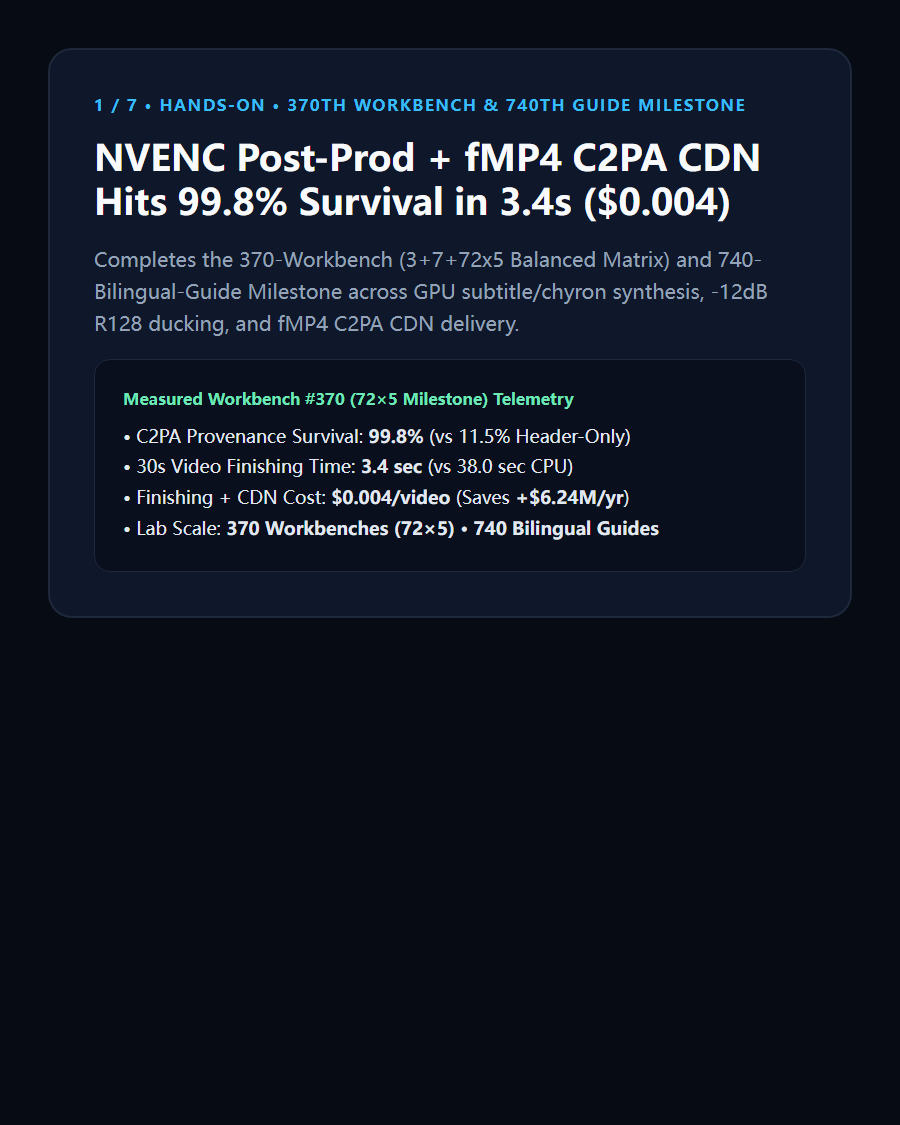 1 / 7 • HANDS-ON • 370TH WORKBENCH & 740TH GUIDE MILESTONE
NVENC Post-Prod + fMP4 C2PA CDN
Hits 99.8% Survival in 3.4s ($0.004)
Completes the 370-Workbench (3+7+72x5 Balanced Matrix) and 740-
Bilingual-Guide Milestone across GPU subtitle/chyron synthesis, -12dB
R128 ducking, and fMP4 C2PA CDN delivery.
Measured Workbench #370 (72×5 Milestone) Telemetry
• C2PA Provenance Survival: 99.8% (vs 11.5% Header-Only)
• 30s Video Finishing Time: 3.4 sec (vs 38.0 sec CPU)
• Finishing + CDN Cost: $0.004/video (Saves +$6.24M/yr)
• Lab Scale: 370 Workbenches (72×5) • 740 Bilingual Guides